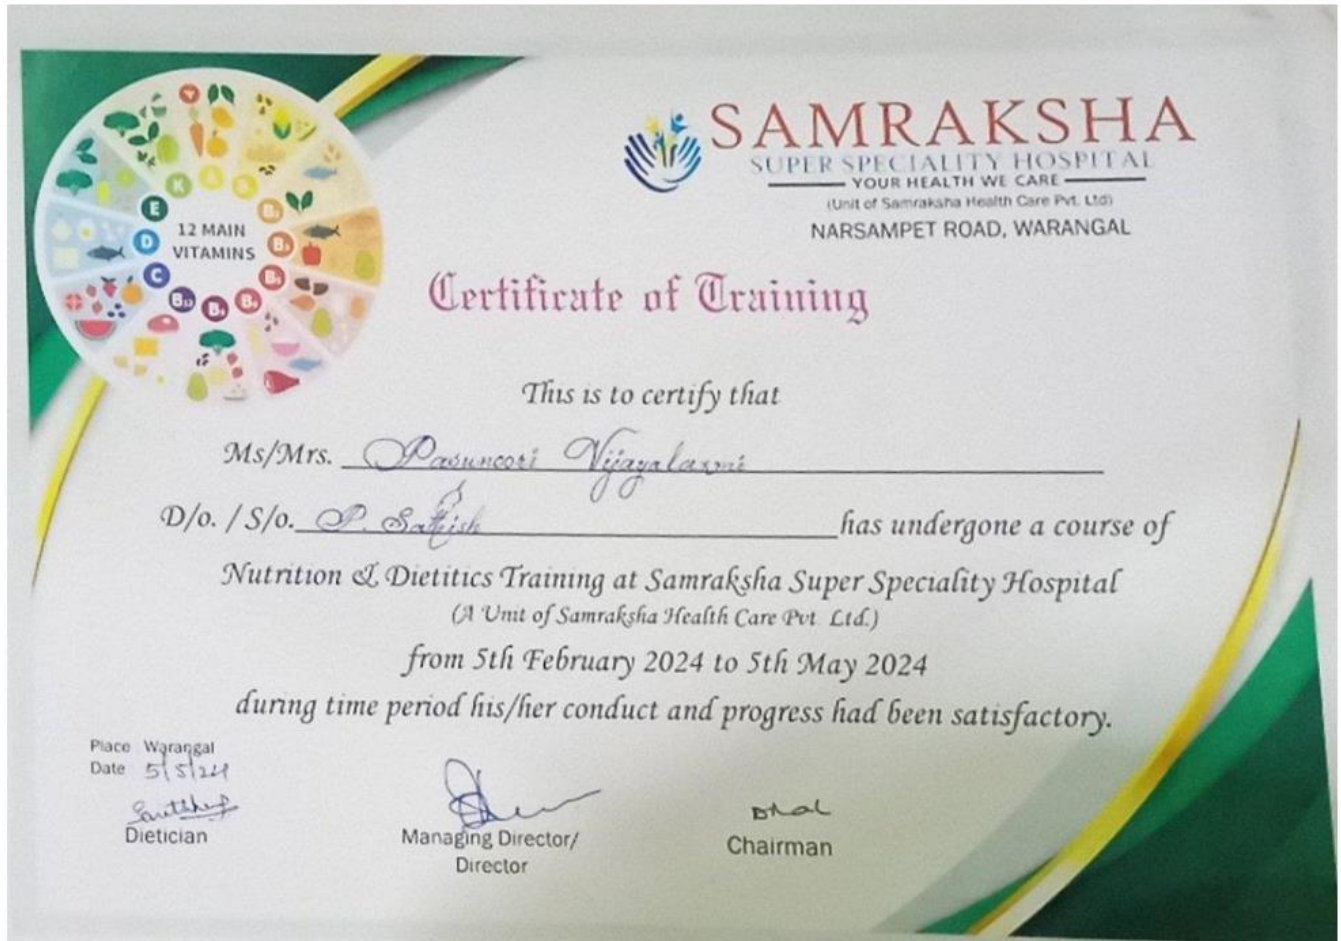 SAMRAKSHA
SUPER SPECIALITY HOSPITAL
YOUR HEALTH WE CARE
(Unit of Samraksha Health Care Pvt. Ltd)
NARSAMPET ROAD, WARANGAL
12 MAIN
VITAMINS
K
A
E
D
C
B₁₂
Certificate of Training
This is to certify that
Ms/Mrs. Vijayalaxmi
D/o. / S/o. P. Sathish has undergone a course of
Nutrition & Dietitics Training at Samraksha Super Speciality Hospital
(A Unit of Samraksha Health Care Pvt Ltd.)
from 5th February 2024 to 5th May 2024
during time period his/her conduct and progress had been satisfactory.
Place Warangal
Date 5/5/24
Dietician
Managing Director/
Director
Chairman